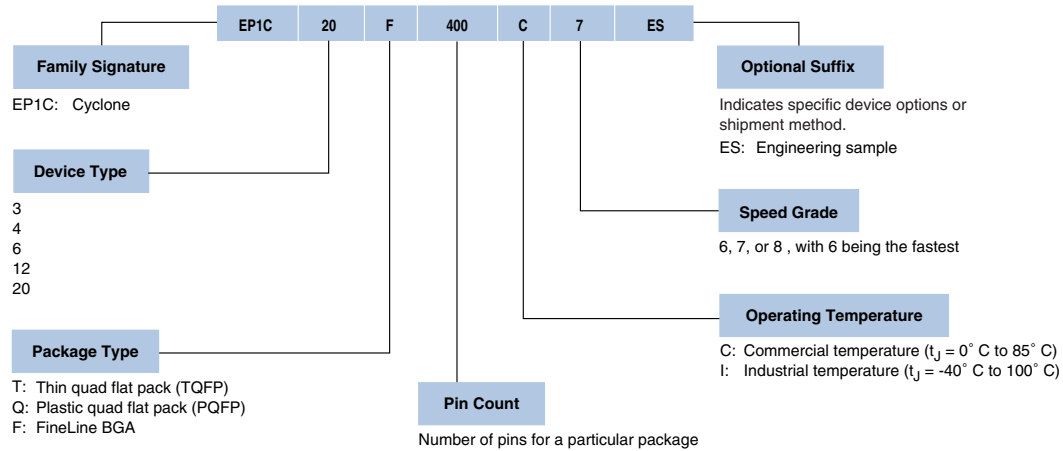 EP1C 20 F 400 C 7 ES
Family Signature
EP1C: Cyclone
Optional Suffix
Indicates specific device options or
shipment method.
ES: Engineering sample
Device Type
3
4
6
12
20
Speed Grade
6, 7, or 8 , with 6 being the fastest
Operating Temperature
C: Commercial temperature (tJ = 0˚ C to 85˚ C)
I: Industrial temperature (tJ = -40˚ C to 100˚ C)
Package Type
T: Thin quad flat pack (TQFP)
Q: Plastic quad flat pack (PQFP)
F: FineLine BGA
Pin Count
Number of pins for a particular package